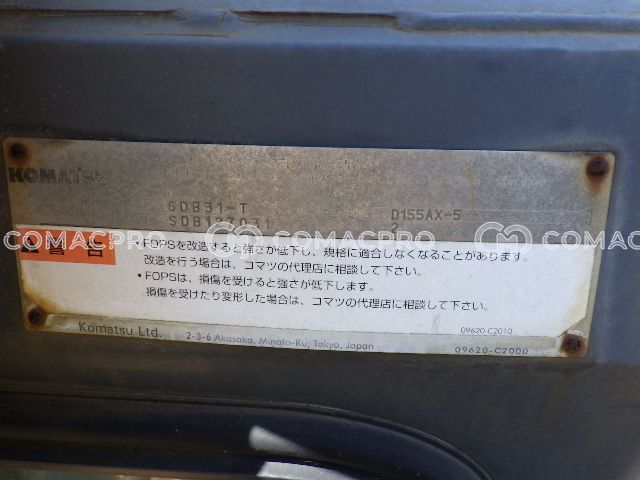 KOMATSU
6DB31-T
SDB123031 D155AX-5
2
COMACPRO COMACPRO COMACPRO
警告
•FOPSを改造すると強さが低下し、規格に適合しなくなることがあります。
改造を行う場合は、コマツの代理店に相談して下さい。
•FOPSは、損傷を受けると強さが低下します。
損傷を受けたり変形した場合は、コマツの代理店に相談して下さい。
09620-C2010
Komatsu Ltd. 2-3-6 Akasaka, Minato-Ku, Tokyo, Japan 09620-C2000